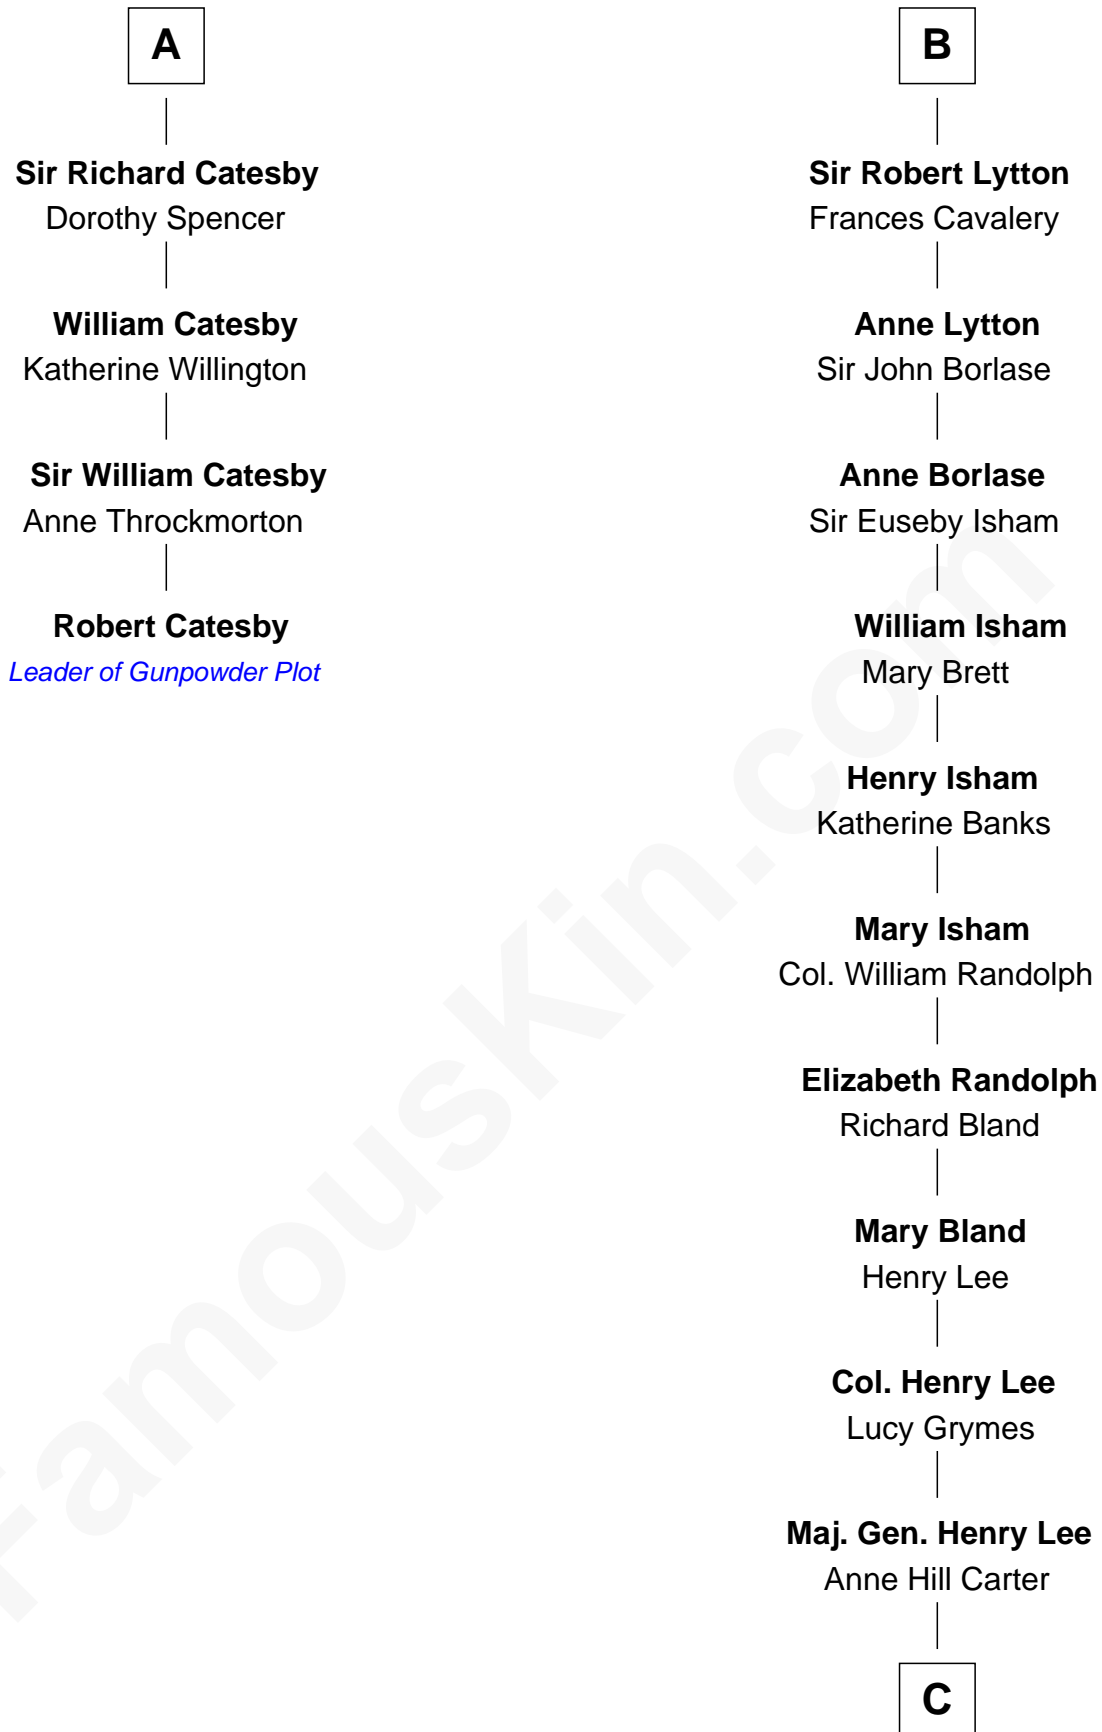 A
Sir Richard Catesby
Dorothy Spencer
William Catesby
Katherine Willington
Sir William Catesby
Anne Throckmorton
Robert Catesby
Leader of Gunpowder Plot
B
Sir Robert Lytton
Frances Cavalery
Anne Lytton
Sir John Borlase
Anne Borlase
Sir Euseby Isham
William Isham
Mary Brett
Henry Isham
Katherine Banks
Mary Isham
Col. William Randolph
Elizabeth Randolph
Richard Bland
Mary Bland
Henry Lee
Col. Henry Lee
Lucy Grymes
Maj. Gen. Henry Lee
Anne Hill Carter
C
FamousKin.com